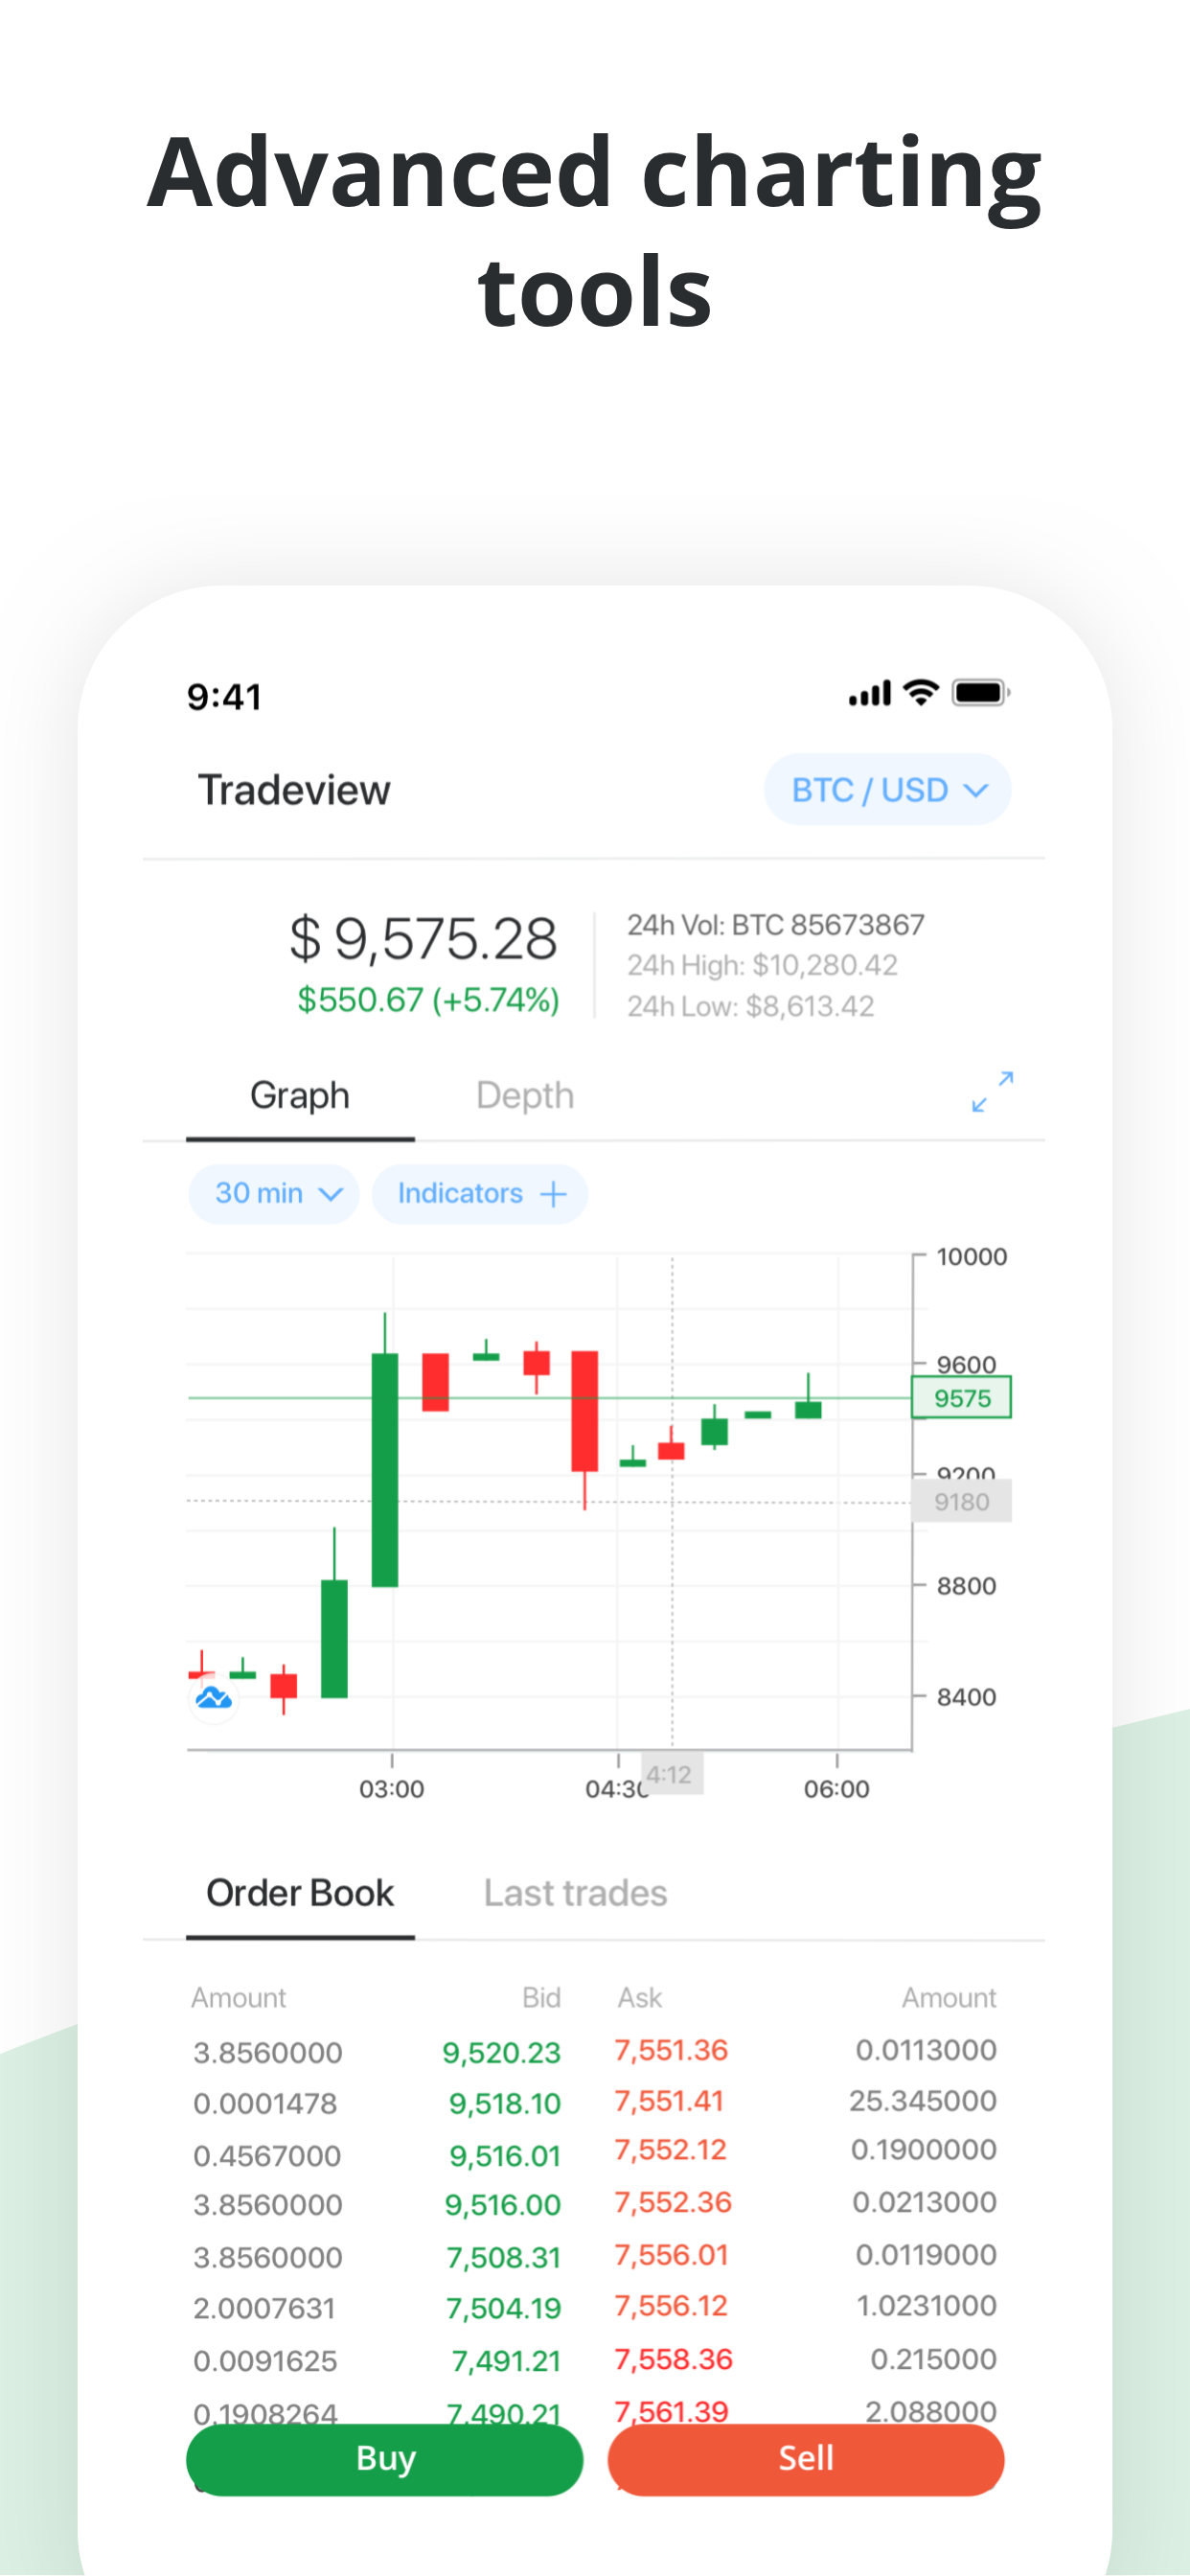 Advanced charting
tools
9:41
Tradeview
BTC / USD
$ 9,575.28
$550.67 (+5.74%)
24h Vol: BTC 85673867
24h High: $10,280.42
24h Low: $8,613.42
Graph
Depth
30 min
Indicators
10000
9600
9575
9200
9180
8800
8400
03:00
04:30
4:12
06:00
Order Book
Last trades
Amount Bid Ask Amount
3.8560000 9,520.23 7,551.36 0.0113000
0.0001478 9,518.10 7,551.41 25.345000
0.4567000 9,516.01 7,552.12 0.1900000
3.8560000 9,516.00 7,552.36 0.0213000
3.8560000 7,508.31 7,556.01 0.0119000
2.0007631 7,504.19 7,556.12 1.0231000
0.0091625 7,491.21 7,558.36 0.215000
0.1908264 7,490.21 7,561.39 2.088000
Buy
Sell